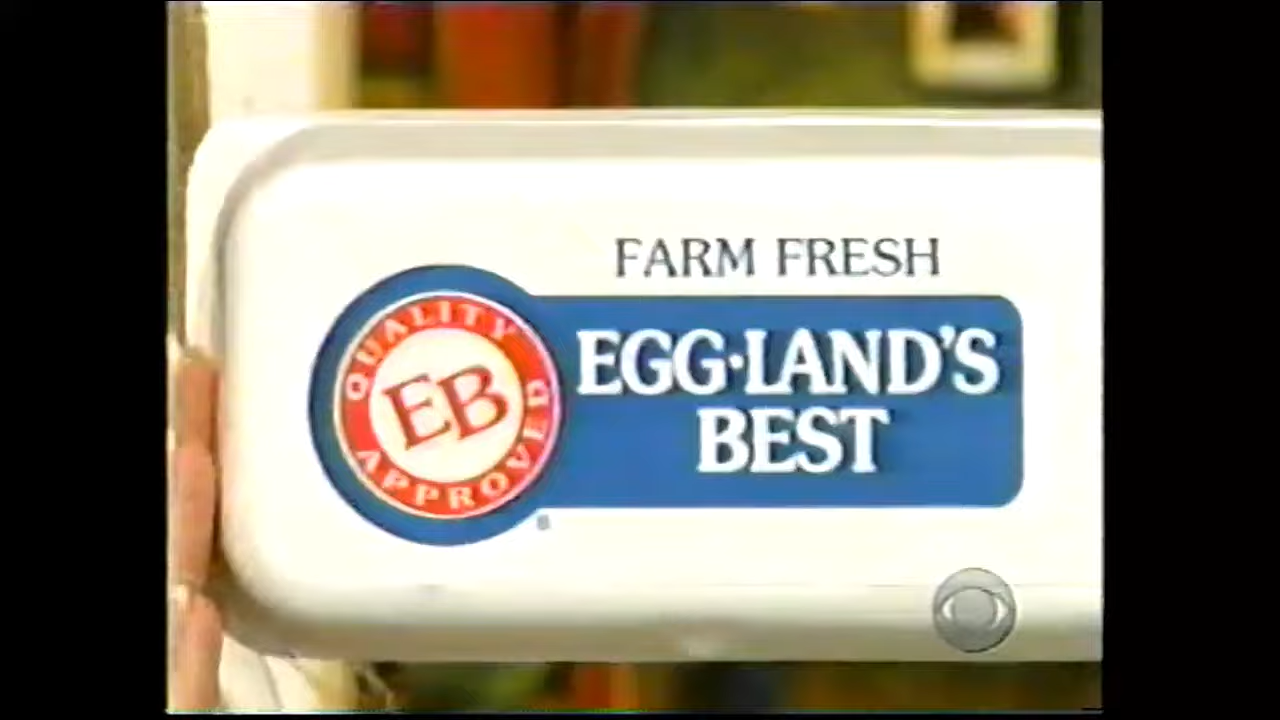 FARM FRESH
QUALITY APPROVED
EB
EGG·LAND'S
BEST
®